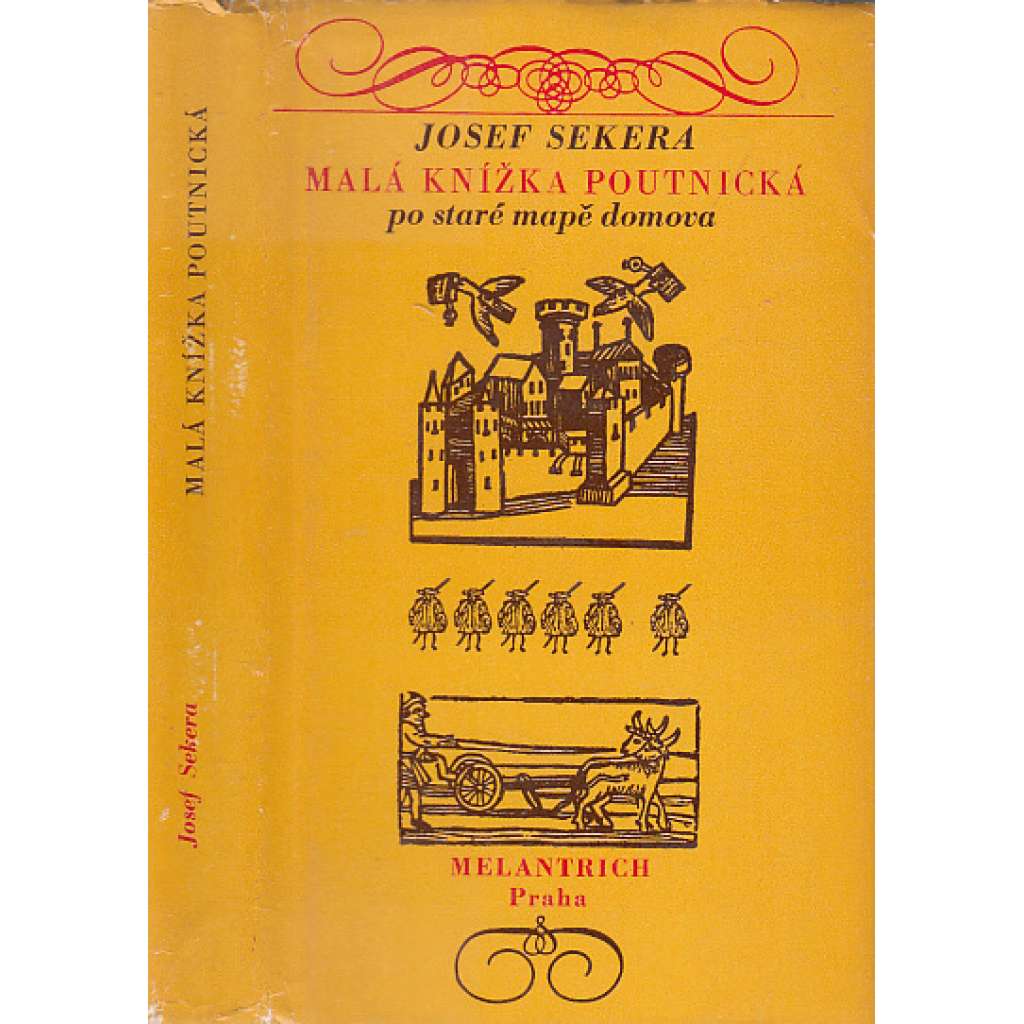 JOSEF SEKERA
MALÁ KNÍŽKA POUTNICKÁ
po staré mapě domova
MELANTRICH
Praha
MALÁ KNÍŽKA POUTNICKÁ
Josef Sekera